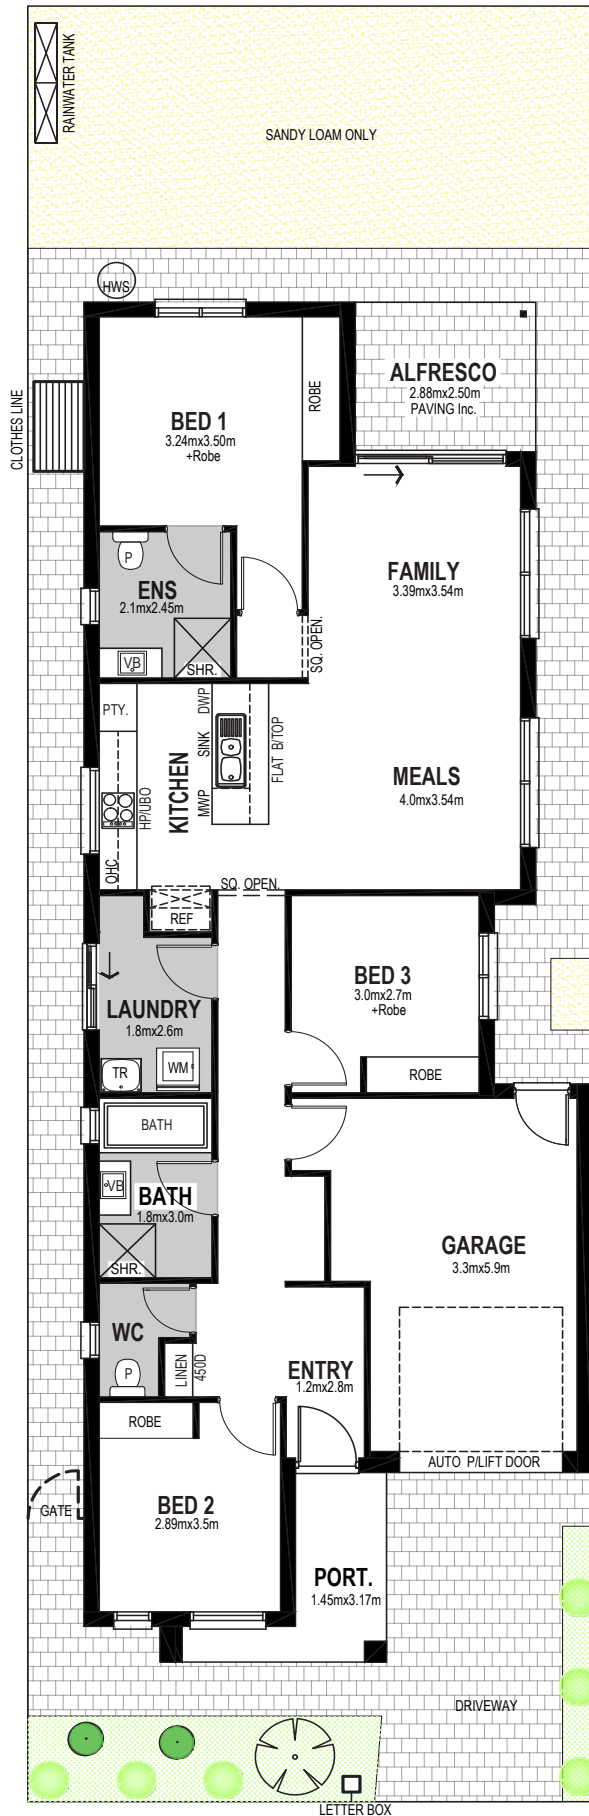 RAINWATER TANK
SANDY LOAM ONLY
HWS
CLOTHES LINE
BED 1
3.24mx3.50m
+Robe
ROBE
ALFRESCO
2.88mx2.50m
PAVING Inc.
P
ENS
2.1mx2.45m
VB
SHR.
SQ. OPEN.
FAMILY
3.39mx3.54m
PTY.
DWP
SINK
MWP
FLAT B/TOP
KITCHEN
HP/UBO
OHC
MEALS
4.0mx3.54m
SQ. OPEN.
REF
LAUNDRY
1.8mx2.6m
TR
WM
BED 3
3.0mx2.7m
+Robe
ROBE
BATH
VB
BATH
1.8mx3.0m
SHR.
GARAGE
3.3mx5.9m
WC
P
LINEN
450D
ENTRY
1.2mx2.8m
ROBE
AUTO P/LIFT DOOR
GATE
BED 2
2.89mx3.5m
PORT.
1.45mx3.17m
DRIVEWAY
LETTER BOX